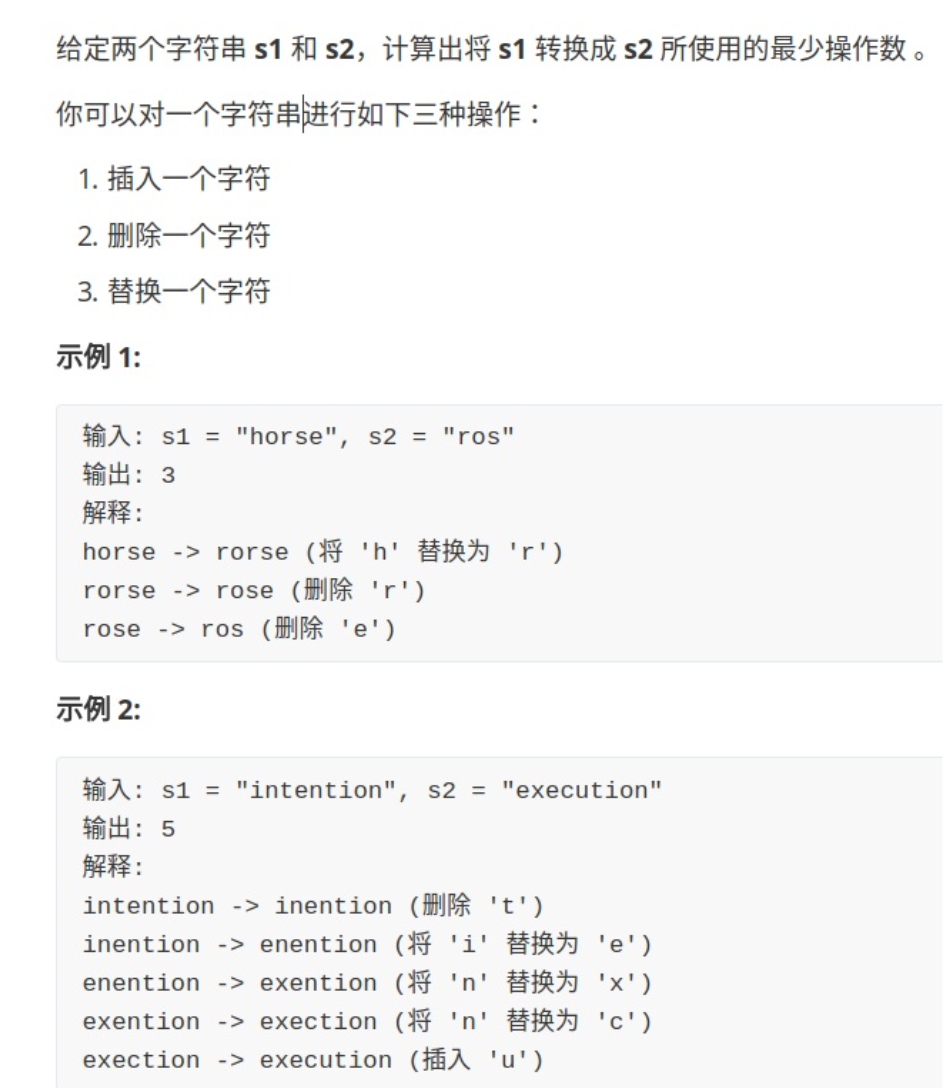 给定两个字符串 s1 和 s2，计算出将 s1 转换成 s2 所使用的最少操作数 。
你可以对一个字符串进行如下三种操作：
1. 插入一个字符
2. 删除一个字符
3. 替换一个字符
示例 1:
输入: s1 = "horse", s2 = "ros"
输出: 3
解释:
horse -> rorse (将 'h' 替换为 'r')
rorse -> rose (删除 'r')
rose -> ros (删除 'e')
示例 2:
输入: s1 = "intention", s2 = "execution"
输出: 5
解释:
intention -> inention (删除 't')
inention -> enention (将 'i' 替换为 'e')
enention -> exention (将 'n' 替换为 'x')
exention -> exection (将 'n' 替换为 'c')
exection -> execution (插入 'u')